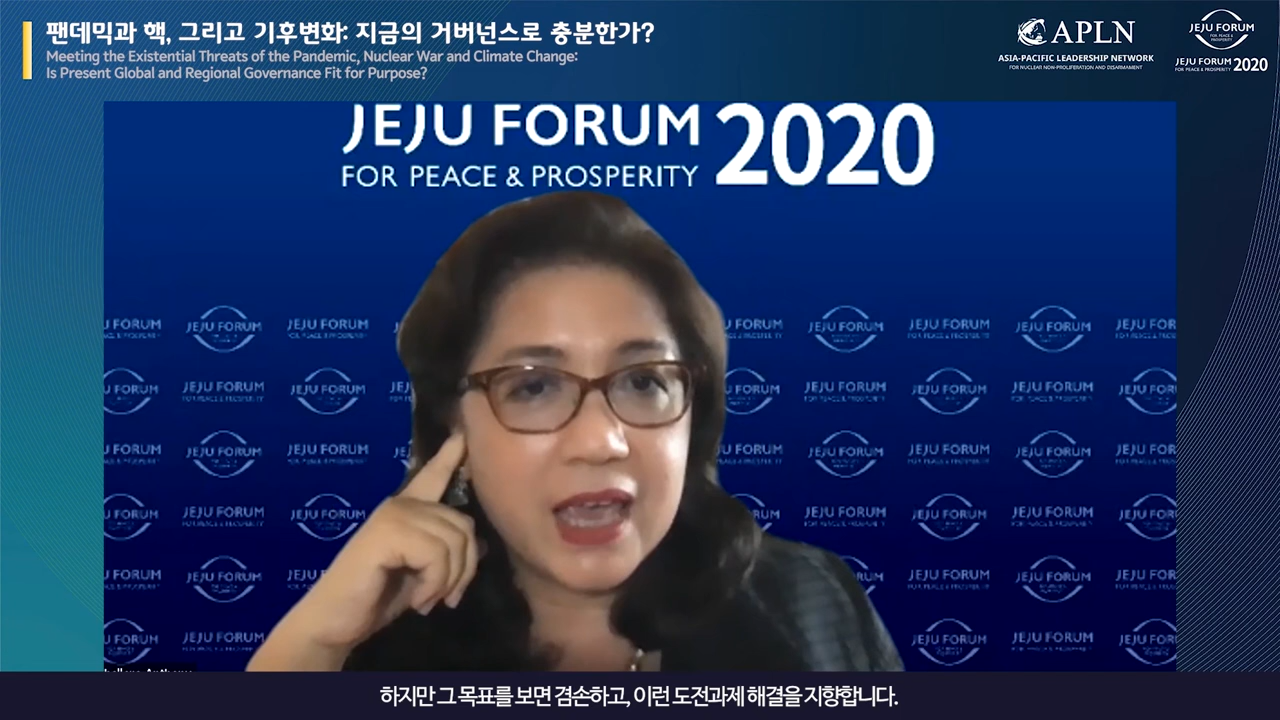 팬데믹과 핵, 그리고 기후변화: 지금의 거버넌스로 충분한가?
Meeting the Existential Threats of the Pandemic, Nuclear War and Climate Change:
Is Present Global and Regional Governance Fit for Purpose?
APLN
ASIA-PACIFIC LEADERSHIP NETWORK
FOR NUCLEAR NON-PROLIFERATION AND DISARMAMENT
JEJU FORUM
FOR PEACE & PROSPERITY
JEJU FORUM
FOR PEACE & PROSPERITY 2020
JEJU FORUM 2020
FOR PEACE & PROSPERITY
JEJU FORUM
하지만 그 목표를 보면 겸손하고, 이런 도전과제 해결을 지향합니다.